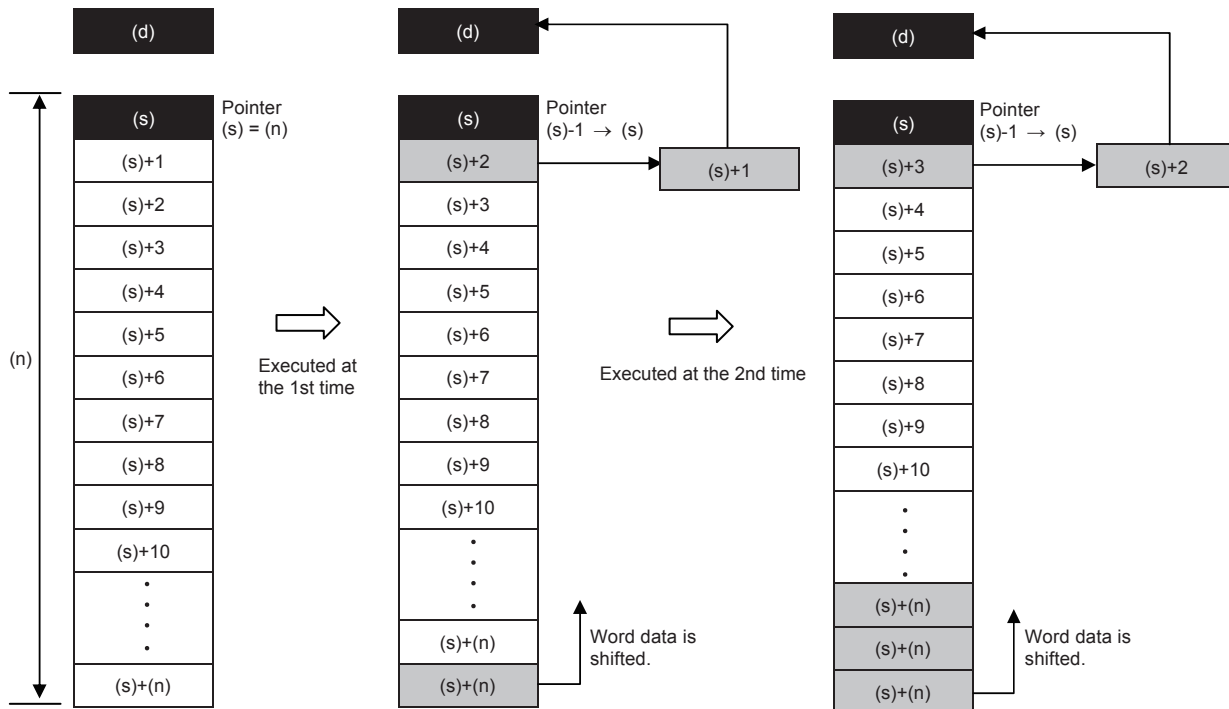 (d)
(n)
(s)
Pointer
(s) = (n)
(s)+1
(s)+2
(s)+3
(s)+4
(s)+5
(s)+6
(s)+7
(s)+8
(s)+9
(s)+10
(s)+(n)
Executed at
the 1st time
(d)
(s)
Pointer
(s)-1 → (s)
(s)+2
(s)+1
(s)+3
(s)+4
(s)+5
(s)+6
(s)+7
(s)+8
(s)+9
(s)+10
(s)+(n)
(s)+(n)
Word data is
shifted.
Executed at the 2nd time
(d)
(s)
Pointer
(s)-1 → (s)
(s)+3
(s)+2
(s)+4
(s)+5
(s)+6
(s)+7
(s)+8
(s)+9
(s)+10
(s)+(n)
(s)+(n)
(s)+(n)
Word data is
shifted.